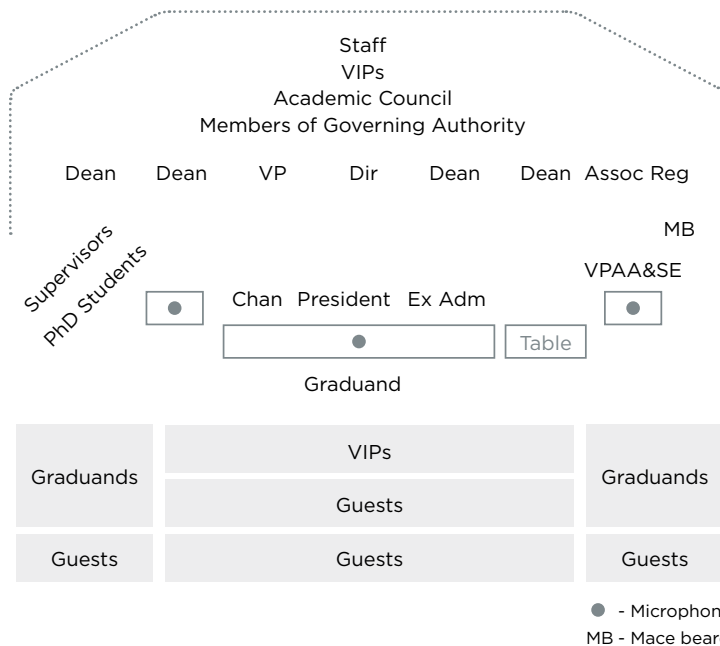 Staff
VIPs
Academic Council
Members of Governing Authority
Dean Dean VP Dir Dean Dean Assoc Reg
MB
Supervisors
PhD Students
VPAA&SE
Chan President Ex Adm
Table
Graduand
VIPs
Graduands
Graduands
Guests
Guests
Guests
Guests
- Microphon
MB - Mace bear